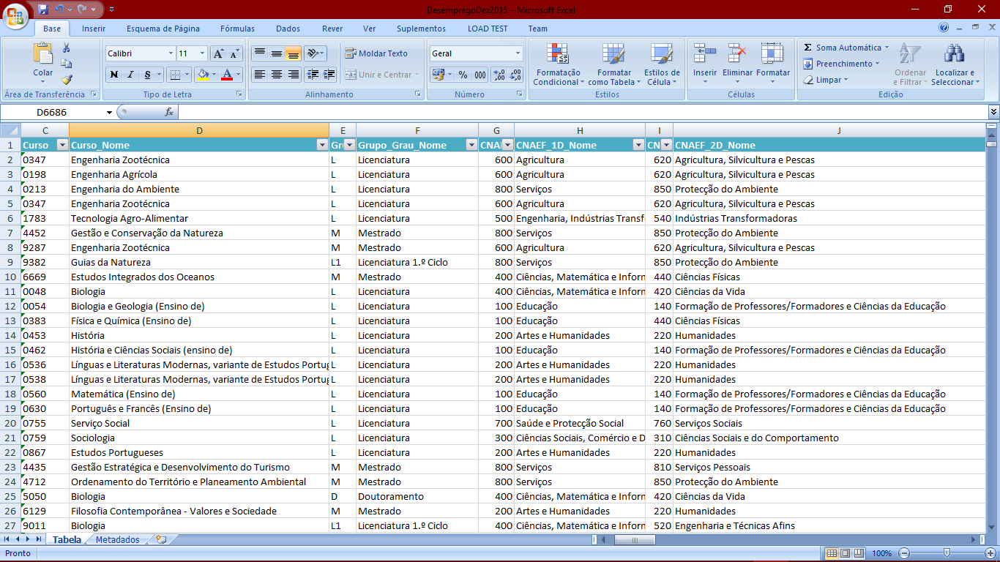 DesempregoDez2015 - Microsoft Excel
Base Inserir Esquema de Página Fórmulas Dados Rever Ver Suplementos LOAD TEST Team
Colar
Área de Transferência
Calibri 11
N I S
Tipo de Letra
Moldar Texto
Unir e Centrar
Alinhamento
Geral
% 000
Número
Formatação Condicional
Formatar como Tabela
Estilos de Célula
Estilos
Inserir Eliminar Formatar
Células
Soma Automática
Preenchimento
Limpar
Ordenar e Filtrar
Localizar e Seleccionar
Edição
D6686 fx
C D E F G H I J
1 Curso Curso_Nome Gr Grupo_Grau_Nome CNA CNAEF_1D_Nome CN CNAEF_2D_Nome
2 0347 Engenharia Zootécnica L Licenciatura 600 Agricultura 620 Agricultura, Silvicultura e Pescas
3 0198 Engenharia Agrícola L Licenciatura 600 Agricultura 620 Agricultura, Silvicultura e Pescas
4 0213 Engenharia do Ambiente L Licenciatura 800 Serviços 850 Protecção do Ambiente
5 0347 Engenharia Zootécnica L Licenciatura 600 Agricultura 620 Agricultura, Silvicultura e Pescas
6 1783 Tecnologia Agro-Alimentar L Licenciatura 500 Engenharia, Indústrias Transf 540 Indústrias Transformadoras
7 4452 Gestão e Conservação da Natureza M Mestrado 800 Serviços 850 Protecção do Ambiente
8 9287 Engenharia Zootécnica M Mestrado 600 Agricultura 620 Agricultura, Silvicultura e Pescas
9 9382 Guias da Natureza L1 Licenciatura 1.º Ciclo 800 Serviços 850 Protecção do Ambiente
10 6669 Estudos Integrados dos Oceanos M Mestrado 400 Ciências, Matemática e Inforn 440 Ciências Físicas
11 0048 Biologia L Licenciatura 400 Ciências, Matemática e Inforn 420 Ciências da Vida
12 0054 Biologia e Geologia (Ensino de) L Licenciatura 100 Educação 140 Formação de Professores/Formadores e Ciências da Educação
13 0383 Física e Química (Ensino de) L Licenciatura 100 Educação 440 Ciências Físicas
14 0453 História L Licenciatura 200 Artes e Humanidades 220 Humanidades
15 0462 História e Ciências Sociais (ensino de) L Licenciatura 100 Educação 140 Formação de Professores/Formadores e Ciências da Educação
16 0536 Línguas e Literaturas Modernas, variante de Estudos Portug L Licenciatura 200 Artes e Humanidades 220 Humanidades
17 0538 Línguas e Literaturas Modernas, variante de Estudos Portug L Licenciatura 200 Artes e Humanidades 220 Humanidades
18 0560 Matemática (Ensino de) L Licenciatura 100 Educação 140 Formação de Professores/Formadores e Ciências da Educação
19 0630 Português e Francês (Ensino de) L Licenciatura 100 Educação 140 Formação de Professores/Formadores e Ciências da Educação
20 0755 Serviço Social L Licenciatura 700 Saúde e Protecção Social 760 Serviços Sociais
21 0759 Sociologia L Licenciatura 300 Ciências Sociais, Comércio e D 310 Ciências Sociais e do Comportamento
22 0867 Estudos Portugueses L Licenciatura 200 Artes e Humanidades 220 Humanidades
23 4435 Gestão Estratégica e Desenvolvimento do Turismo M Mestrado 800 Serviços 810 Serviços Pessoais
24 4712 Ordenamento do Território e Planeamento Ambiental M Mestrado 800 Serviços 850 Protecção do Ambiente
25 5050 Biologia D Doutoramento 400 Ciências, Matemática e Inforn 420 Ciências da Vida
26 6129 Filosofia Contemporânea - Valores e Sociedade M Mestrado 200 Artes e Humanidades 220 Humanidades
27 9011 Biologia L1 Licenciatura 1.º Ciclo 400 Ciências, Matemática e Inforn 520 Engenharia e Técnicas Afins
Tabela Metadados
Pronto 100%